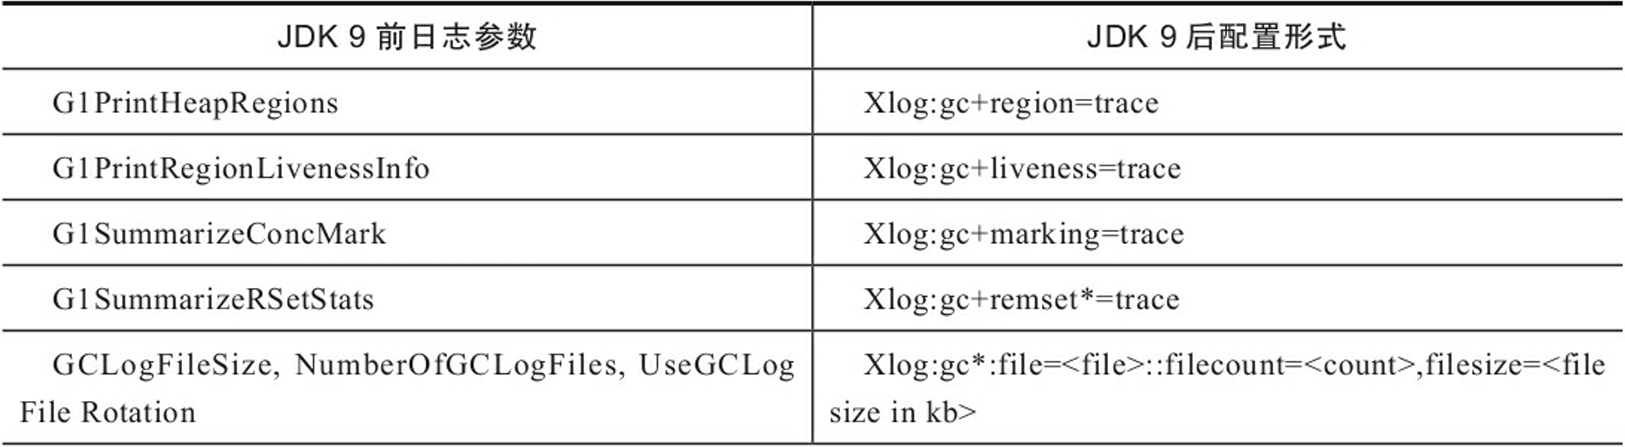 JDK 9 前日志参数
JDK 9 后配置形式
G1PrintHeapRegions
Xlog:gc+region=trace
G1PrintRegionLivenessInfo
Xlog:gc+liveness=trace
G1SummarizeConcMark
Xlog:gc+marking=trace
G1SummarizeRSetStats
Xlog:gc+remset*=trace
GCLogFileSize, NumberOfGCLogFiles, UseGCLog
File Rotation
Xlog:gc*:file=<file>::filecount=<count>,filesize=<file
size in kb>